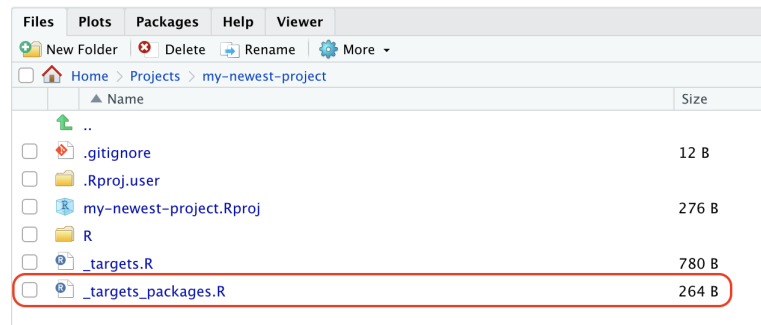 Files Plots Packages Help Viewer
New Folder Delete Rename More
Home > Projects > my-newest-project
Name Size
..
.gitignore 12 B
.Rproj.user
my-newest-project.Rproj 276 B
R
_targets.R 780 B
_targets_packages.R 264 B